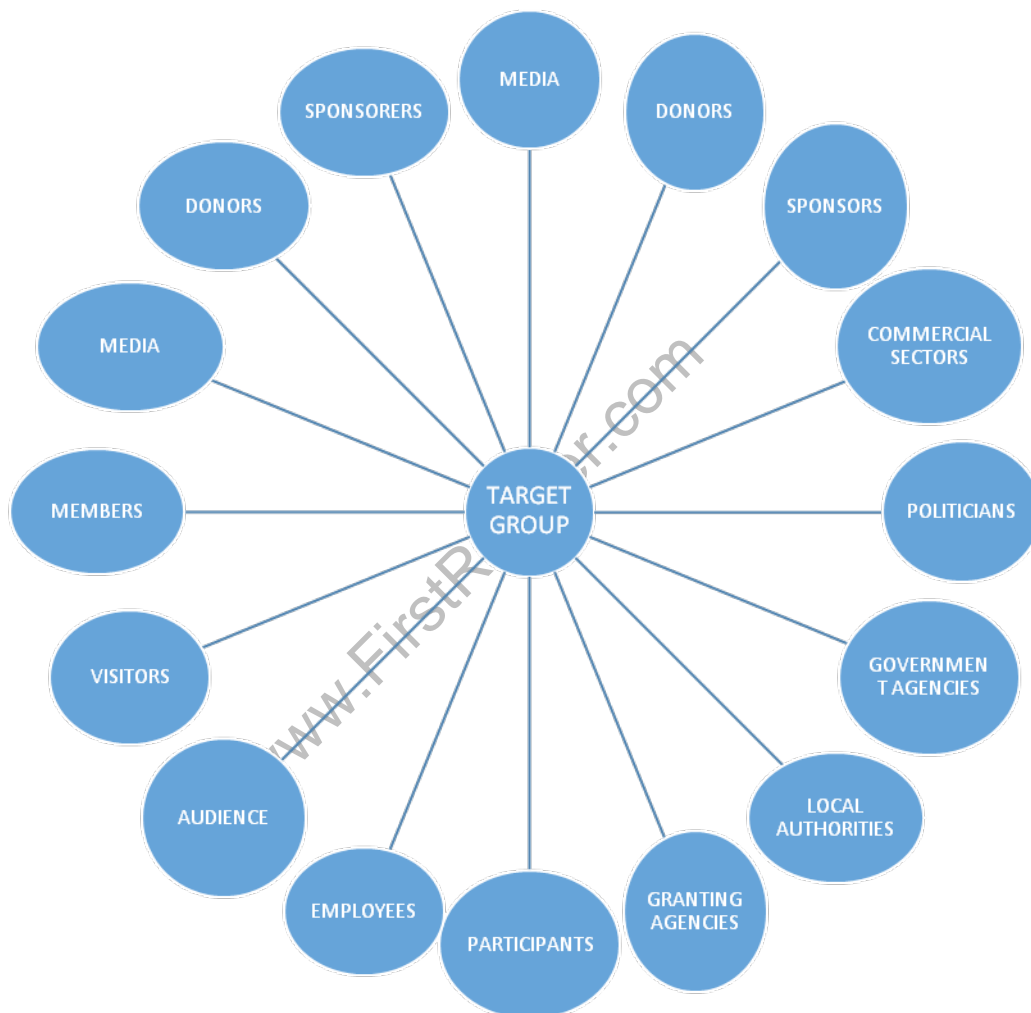 MEDIA
DONORS
SPONSORS
COMMERCIAL
SECTORS
POLITICIANS
GOVERNMEN
T AGENCIES
LOCAL
AUTHORITIES
GRANTING
AGENCIES
PARTICIPANTS
EMPLOYEES
AUDIENCE
VISITORS
MEMBERS
MEDIA
DONORS
SPONSORERS
TARGET
GROUP